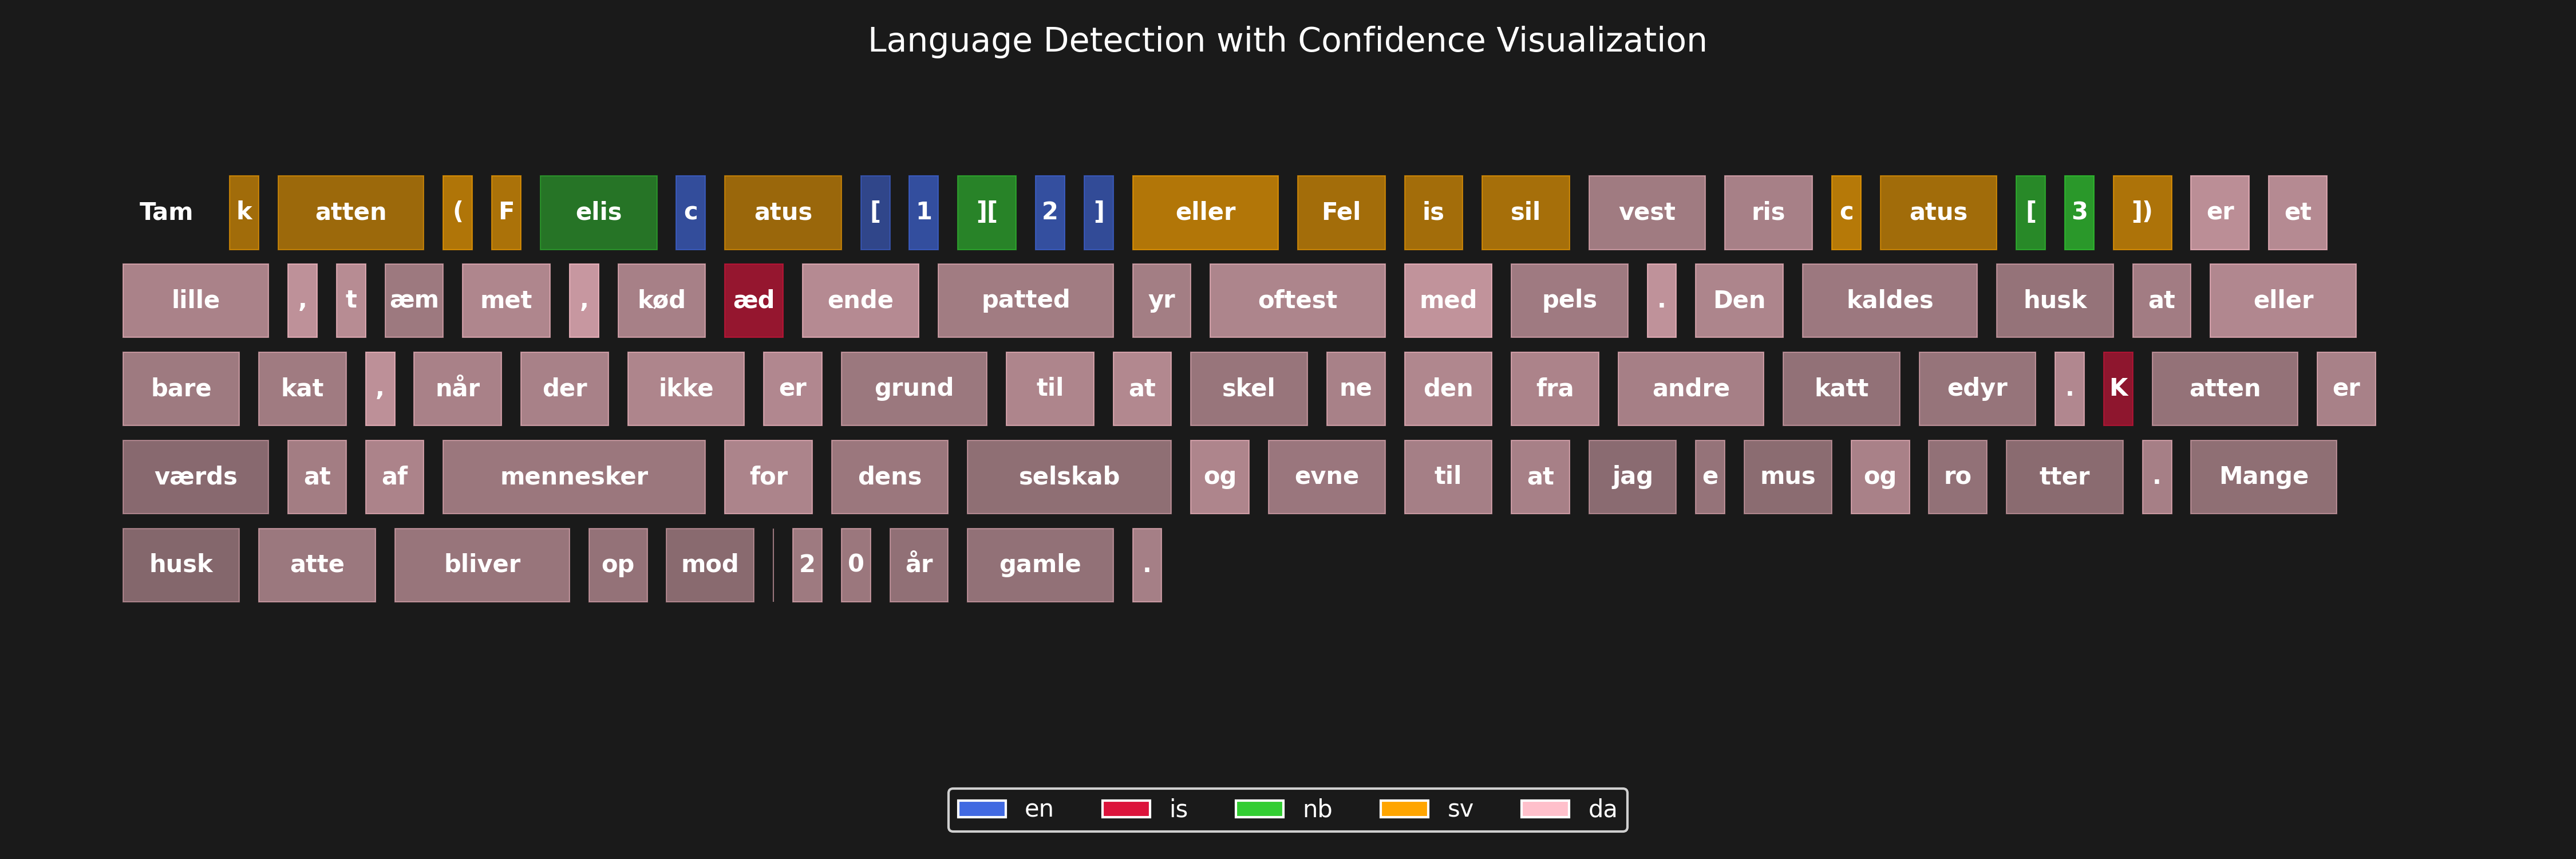 Language Detection with Confidence Visualization
Tam k atten ( F elis c atus [ 1 ][ 2 ] eller Fel is sil vest ris c atus [ 3 ]) er et
lille , t æm met , kød æd ende patted yr oftest med pels . Den kaldes husk at eller
bare kat , når der ikke er grund til at skel ne den fra andre katt edyr . K atten er
værds at af mennesker for dens selskab og evne til at jag e mus og ro tter . Mange
husk atte bliver op mod 2 0 år gamle .
en is nb sv da